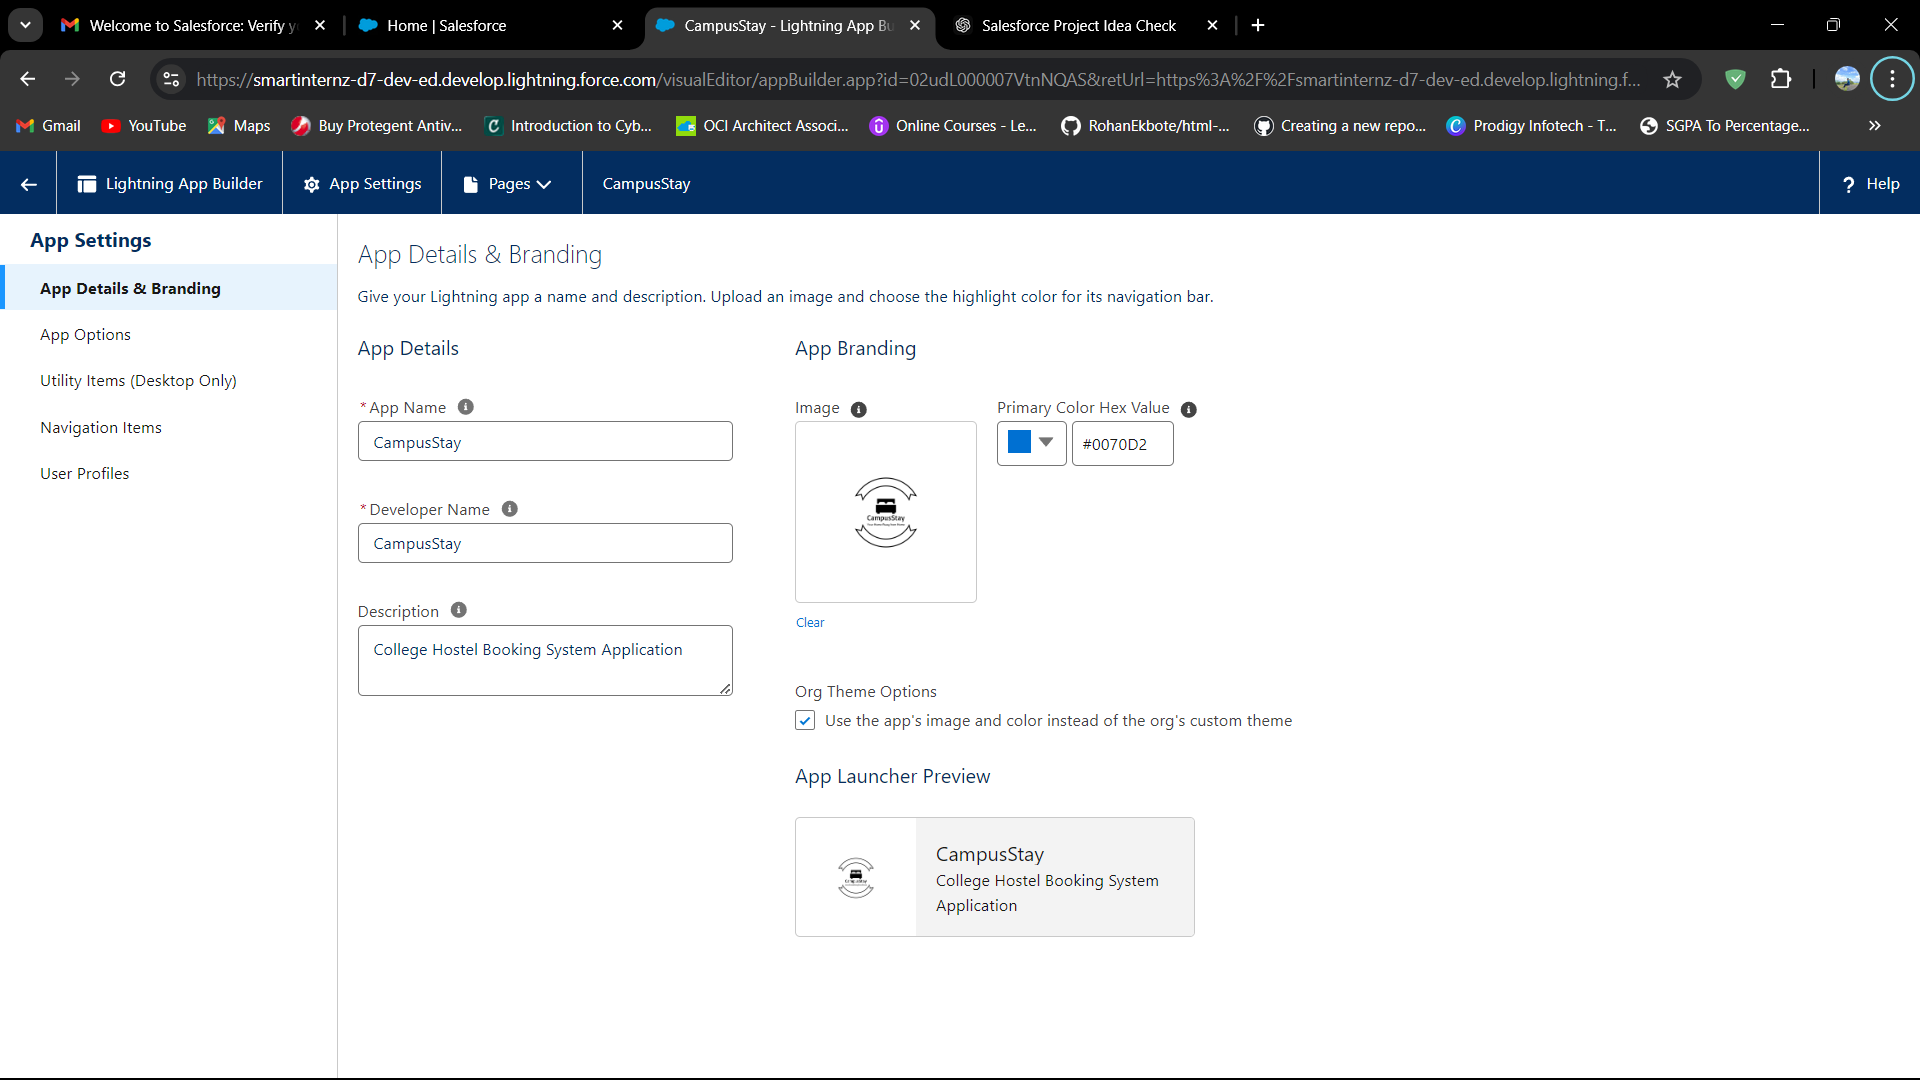 Welcome to Salesforce: Verify y
Home | Salesforce
CampusStay - Lightning App Bu
Salesforce Project Idea Check
https://smartinternz-d7-dev-ed.develop.lightning.force.com/visualEditor/appBuilder.app?id=02udL000007VtnNQAS&retUrl=https%3A%2F%2Fsmartinternz-d7-dev-ed.develop.lightning.f...
Gmail
YouTube
Maps
Buy Protegent Antiv...
Introduction to Cyb...
OCI Architect Associ...
Online Courses - Le...
RohanEkbote/html-...
Creating a new repo...
Prodigy Infotech - T...
SGPA To Percentage...
Lightning App Builder
App Settings
Pages
CampusStay
? Help
App Settings
App Details & Branding
App Options
Utility Items (Desktop Only)
Navigation Items
User Profiles
App Details & Branding
Give your Lightning app a name and description. Upload an image and choose the highlight color for its navigation bar.
App Details
*App Name
CampusStay
*Developer Name
CampusStay
Description
College Hostel Booking System Application
App Branding
Image
CampusStay
Clear
Primary Color Hex Value
#0070D2
Org Theme Options
Use the app's image and color instead of the org's custom theme
App Launcher Preview
CampusStay
CampusStay
College Hostel Booking System
Application